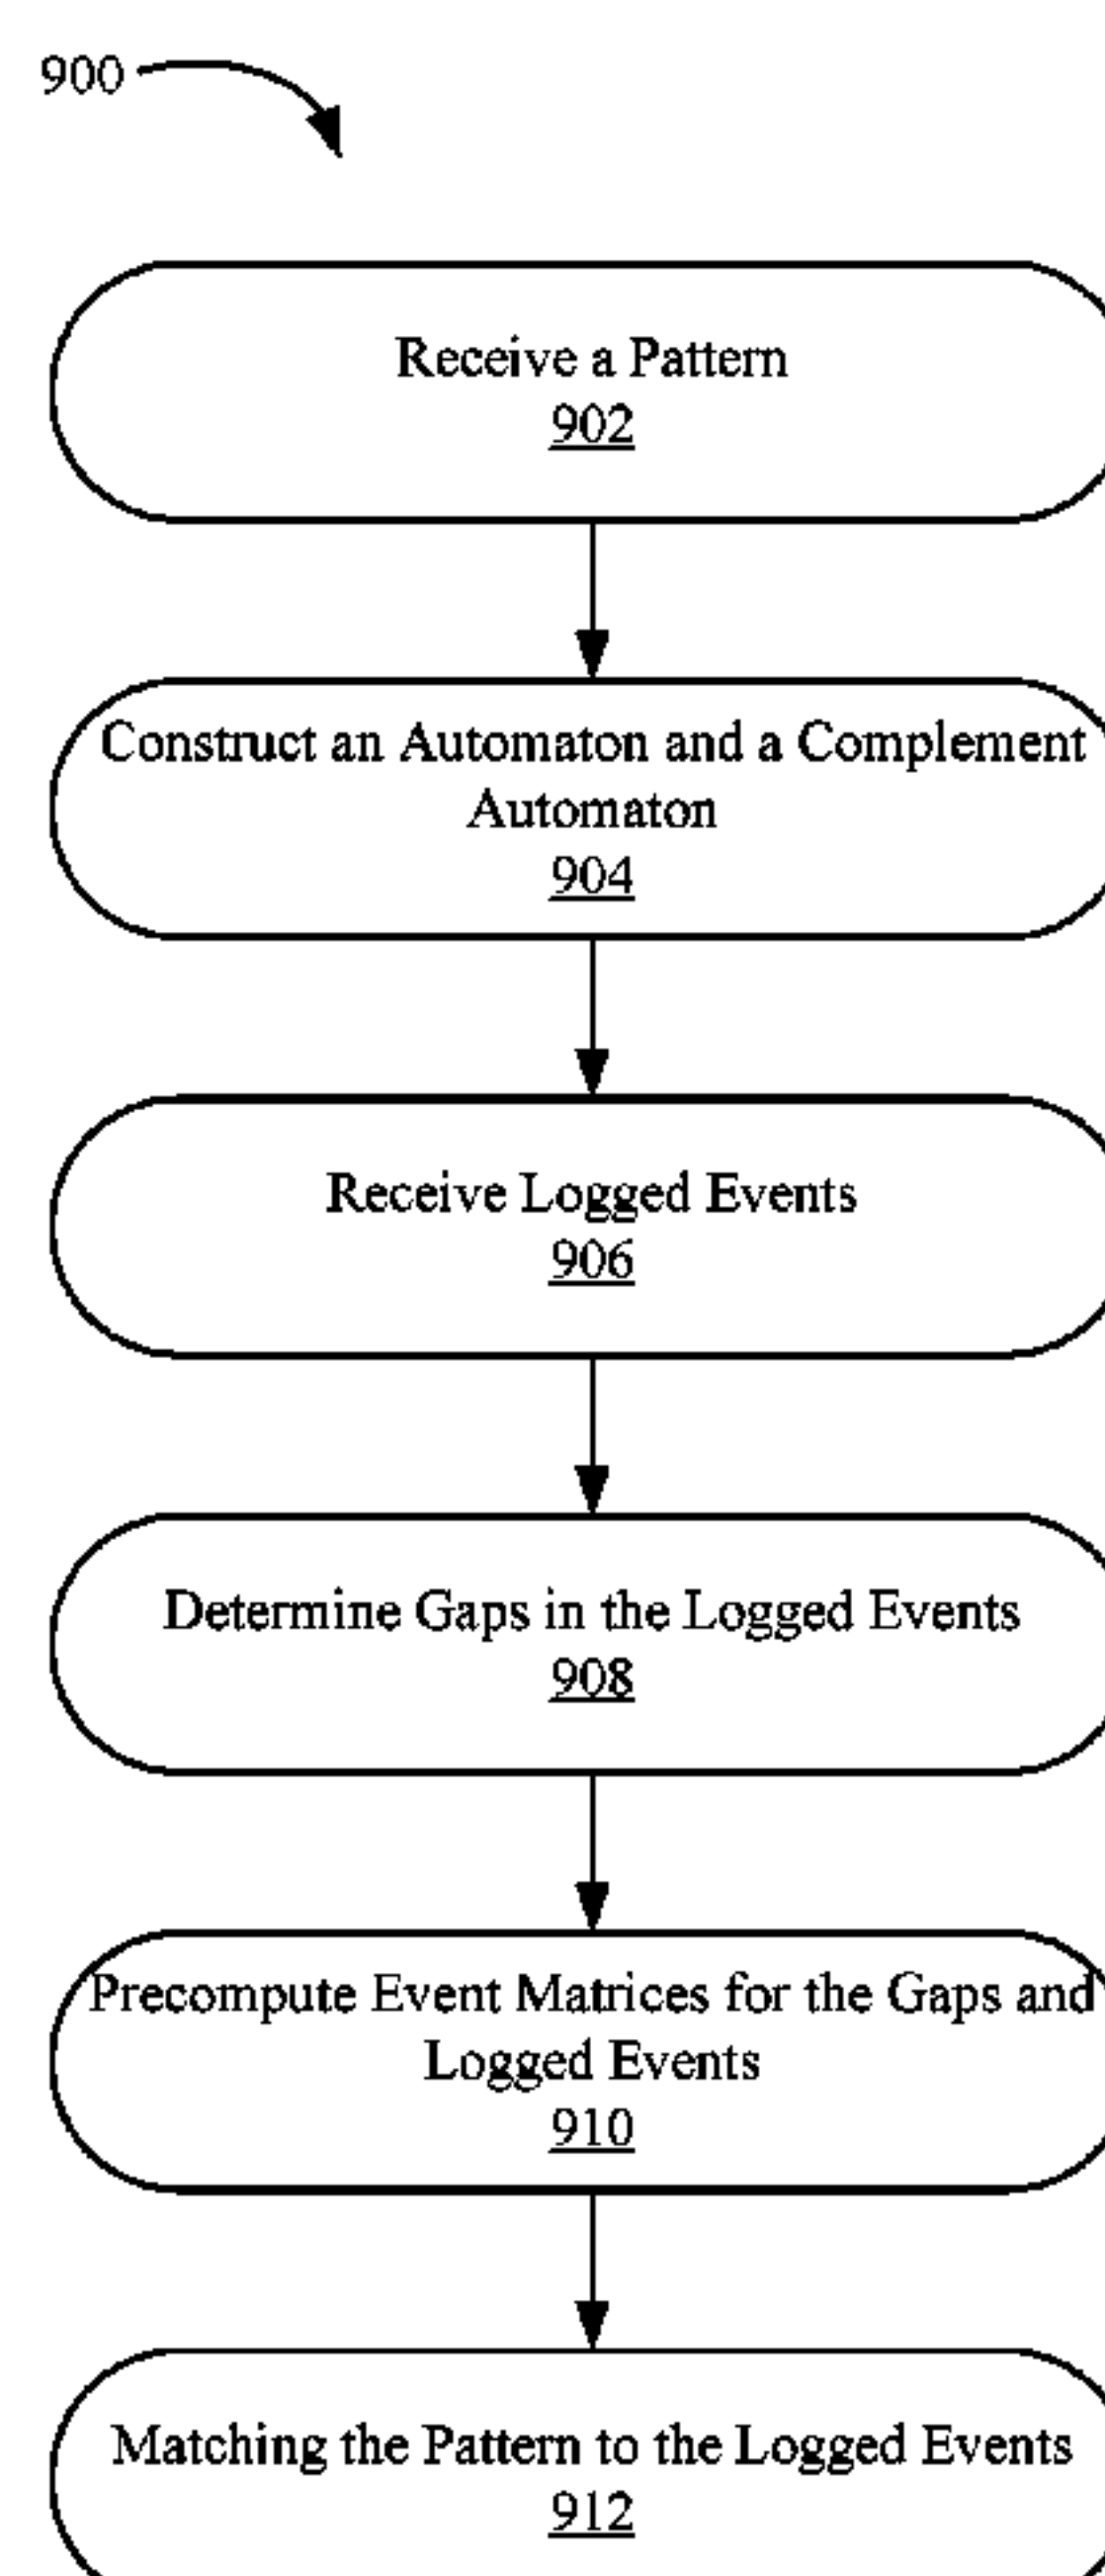 900
Receive a Pattern
902
Construct an Automaton and a Complement
Automaton
904
Receive Logged Events
906
Determine Gaps in the Logged Events
908
Precompute Event Matrices for the Gaps and
Logged Events
910
Matching the Pattern to the Logged Events
912